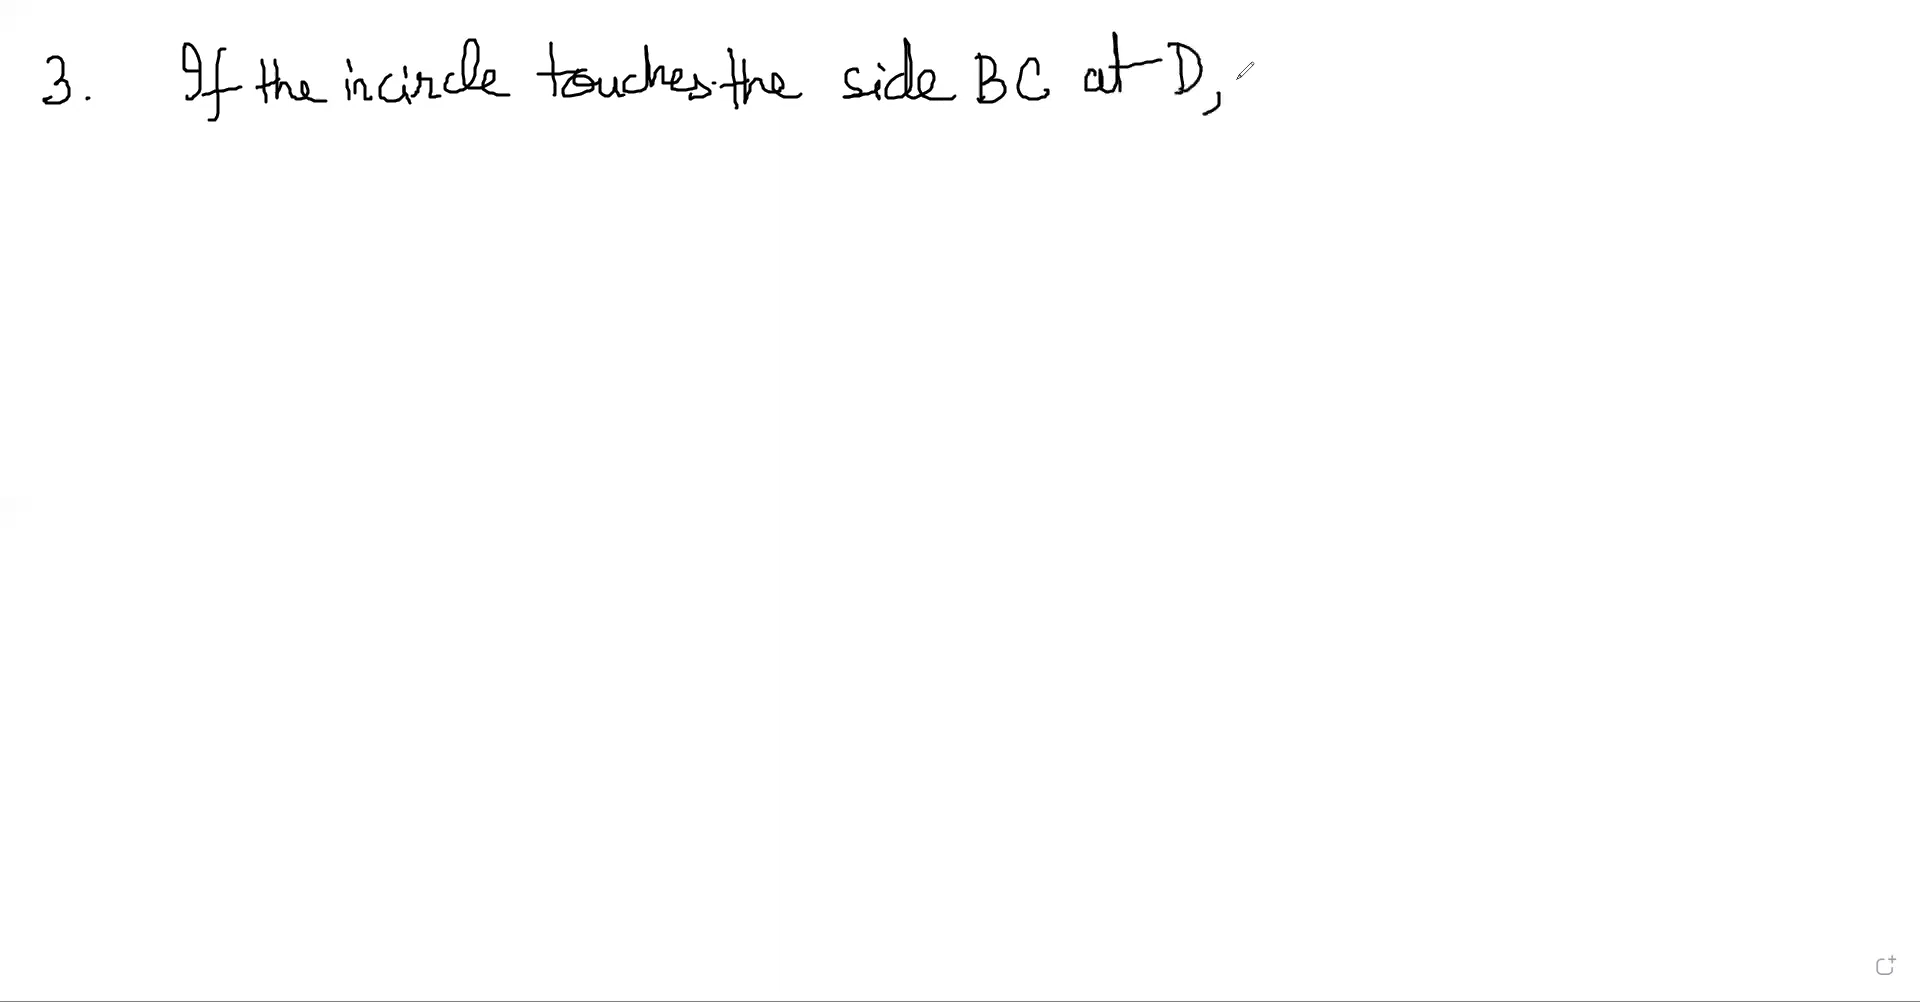 3. If the incircle touches the side BC at D,